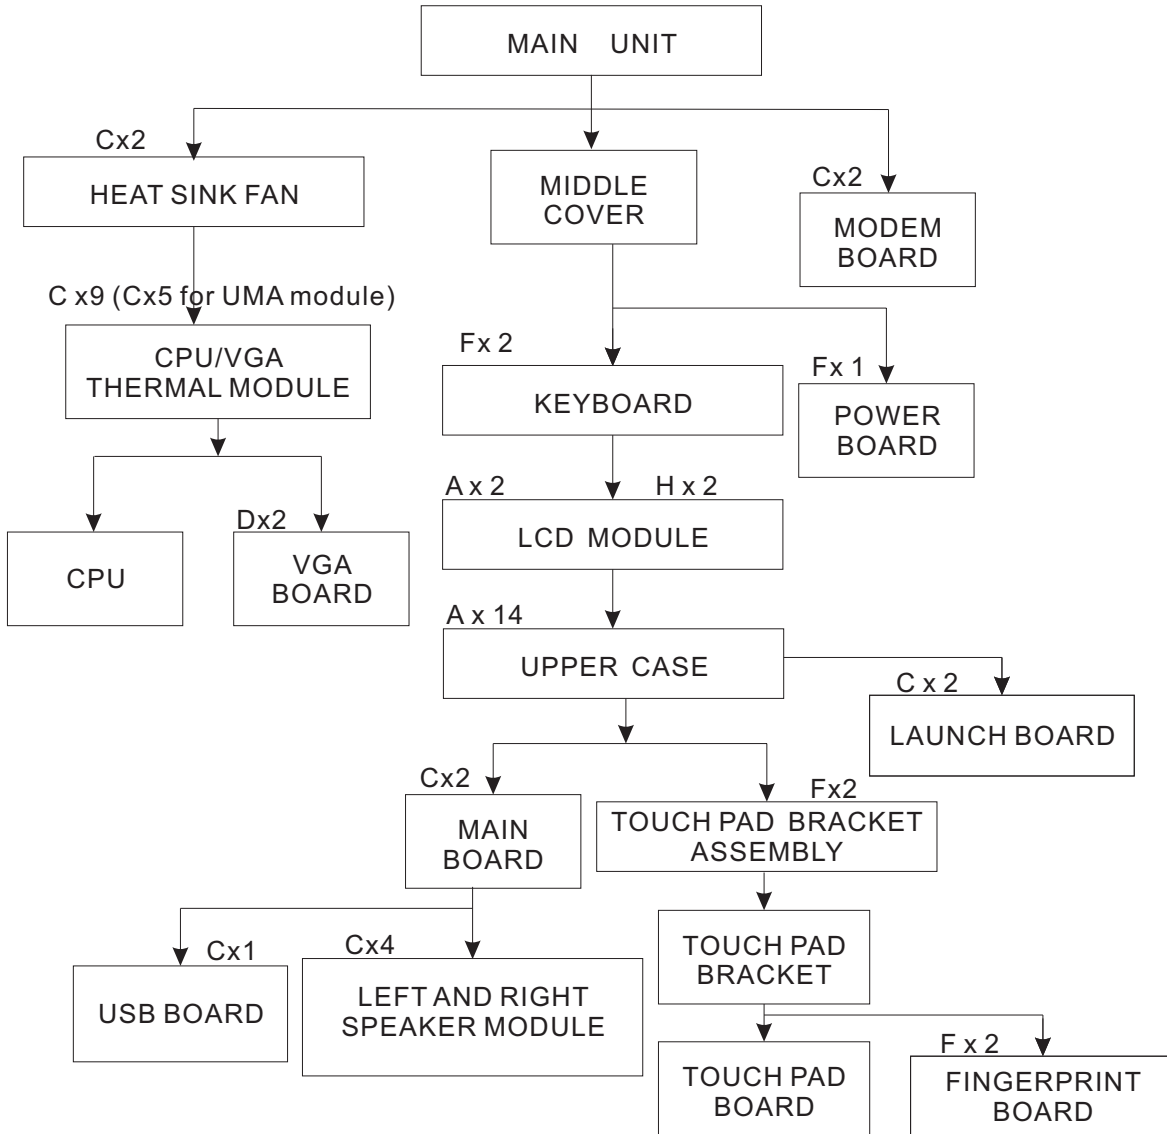 MAIN UNIT
Cx2
HEAT SINK FAN
MIDDLE
COVER
Cx2
MODEM
BOARD
C x9 (Cx5 for UMA module)
CPU/VGA
THERMAL MODULE
Fx 2
KEYBOARD
Fx 1
POWER
BOARD
A x 2 H x 2
LCD MODULE
CPU
Dx2
VGA
BOARD
A x 14
UPPER CASE
C x 2
LAUNCH BOARD
Cx2
MAIN
BOARD
Fx2
TOUCH PAD BRACKET
ASSEMBLY
Cx1
USB BOARD
Cx4
LEFT AND RIGHT
SPEAKER MODULE
TOUCH PAD
BRACKET
TOUCH PAD
BOARD
F x 2
FINGERPRINT
BOARD